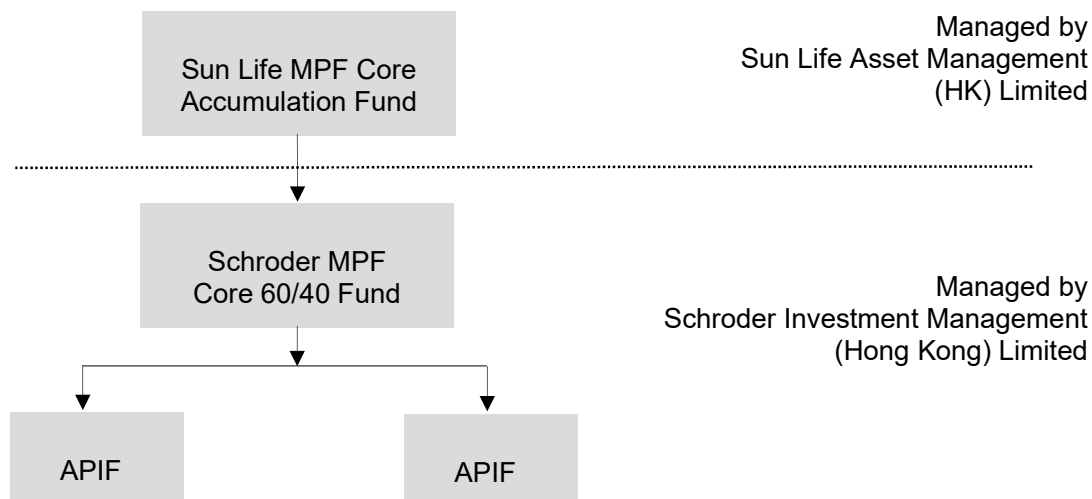 Managed by
Sun Life Asset Management
(HK) Limited
Sun Life MPF Core
Accumulation Fund
Schroder MPF
Core 60/40 Fund
Managed by
Schroder Investment Management
(Hong Kong) Limited
APIF
APIF